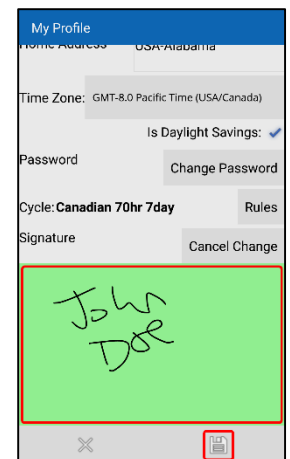 My Profile
Home Address USA-Alabama
Time Zone: GMT-8.0 Pacific Time (USA/Canada)
Is Daylight Savings:
Password
Change Password
Cycle: Canadian 70hr 7day Rules
Signature
Cancel Change
John
Doe